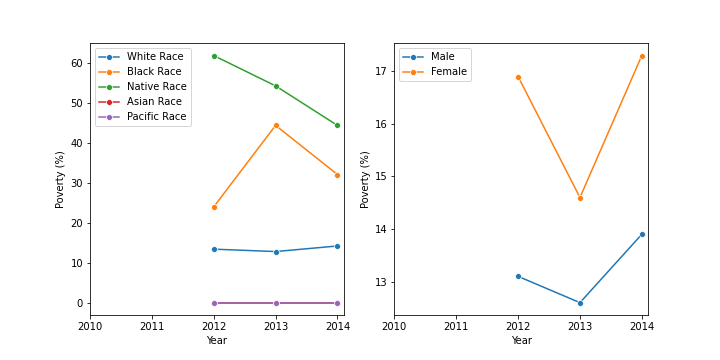 White Race
Black Race
Native Race
Asian Race
Pacific Race
60
50
40
30
20
10
0
Poverty (%)
2010 2011 2012 2013 2014
Year
Male
Female
17
16
15
14
13
Poverty (%)
2010 2011 2012 2013 2014
Year